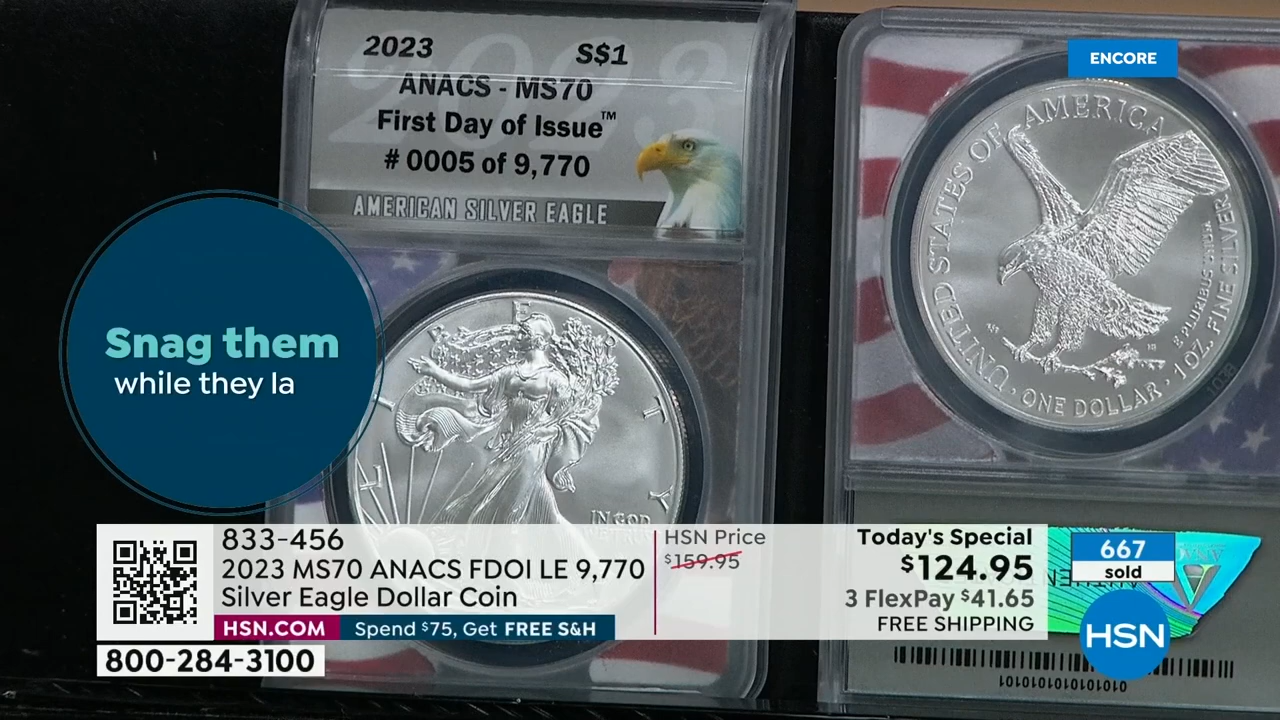 2023 S$1
ANACS - MS70
First Day of Issue™
# 0005 of 9,770
AMERICAN SILVER EAGLE
ENCORE
UNITED STATES OF AMERICA
E PLURIBUS UNUM
· ONE DOLLAR · 1 OZ. FINE SILVER
L E R T Y
IN GOD
Snag them
while they la
833-456
2023 MS70 ANACS FDOI LE 9,770
Silver Eagle Dollar Coin
HSN.COM
Spend $75, Get FREE S&H
800-284-3100
HSN Price
$159.95
Today's Special
$124.95
3 FlexPay $41.65
FREE SHIPPING
667
sold
HSN
0101010101010101